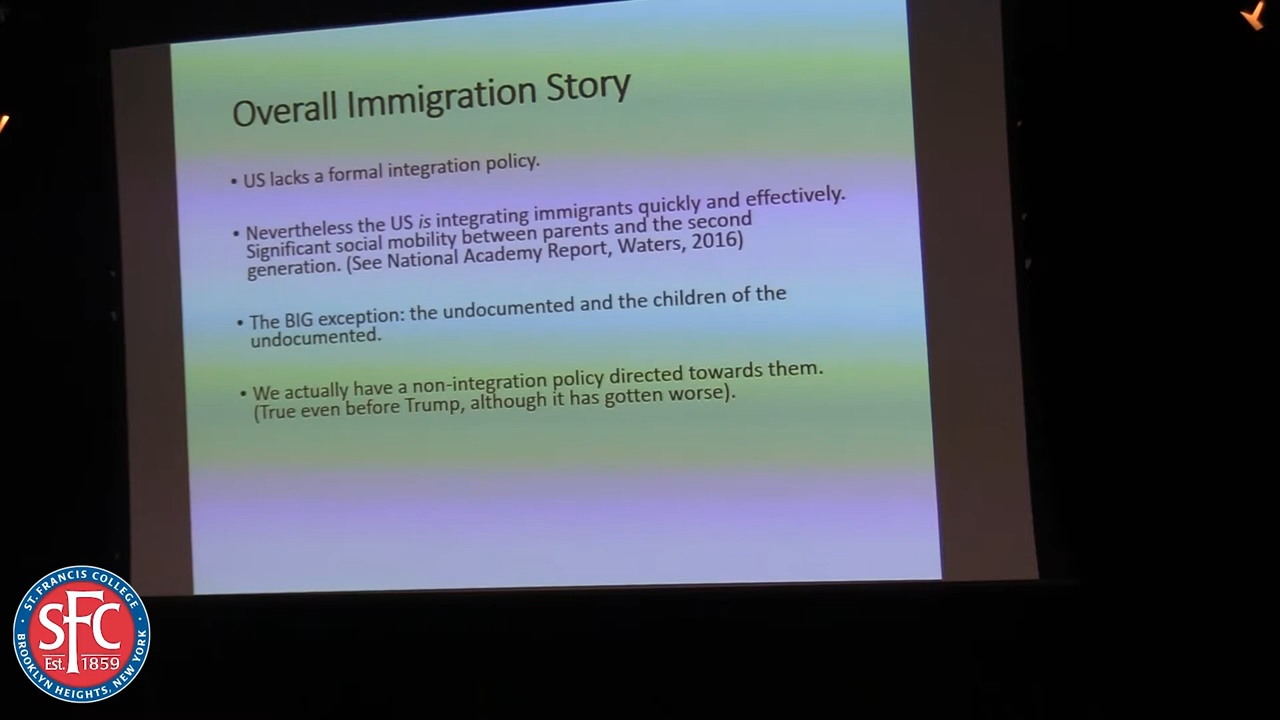 Overall Immigration Story
• US lacks a formal integration policy.
• Nevertheless the US is integrating immigrants quickly and effectively.
Significant social mobility between parents and the second
generation. (See National Academy Report, Waters, 2016)
• The BIG exception: the undocumented and the children of the
undocumented.
• We actually have a non-integration policy directed towards them.
(True even before Trump, although it has gotten worse).
ST. FRANCIS COLLEGE
SFC
Est. 1859
BROOKLYN HEIGHTS, NEW YORK